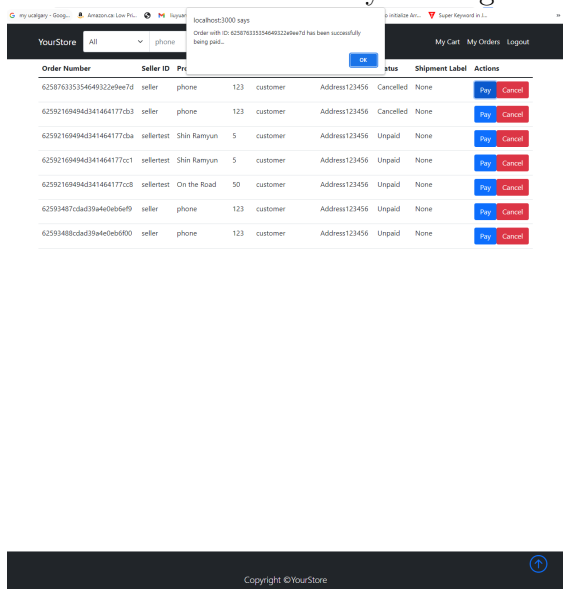 my ucalgary - Goog... Amazon.ca: Low Pri... Super Keyword in J...
localhost:3000 says
Order with ID: 625876335354649322e9ee7d has been successfully
being paid...
OK
YourStore All phone My Cart My Orders Logout
Order Number Seller ID Shipment Label Actions
625876335354649322e9ee7d seller phone 123 customer Address123456 Cancelled None Pay Cancel
62592169494d341464177cb3 seller phone 123 customer Address123456 Cancelled None Pay Cancel
62592169494d341464177cba sellertest Shin Ramyun 5 customer Address123456 Unpaid None Pay Cancel
62592169494d341464177cc1 sellertest Shin Ramyun 5 customer Address123456 Unpaid None Pay Cancel
62592169494d341464177cc8 sellertest On the Road 50 customer Address123456 Unpaid None Pay Cancel
62593487cdad39a4e0eb6ef9 seller phone 123 customer Address123456 Unpaid None Pay Cancel
62593488cdad39a4e0eb6f00 seller phone 123 customer Address123456 Unpaid None Pay Cancel
Copyright ©YourStore